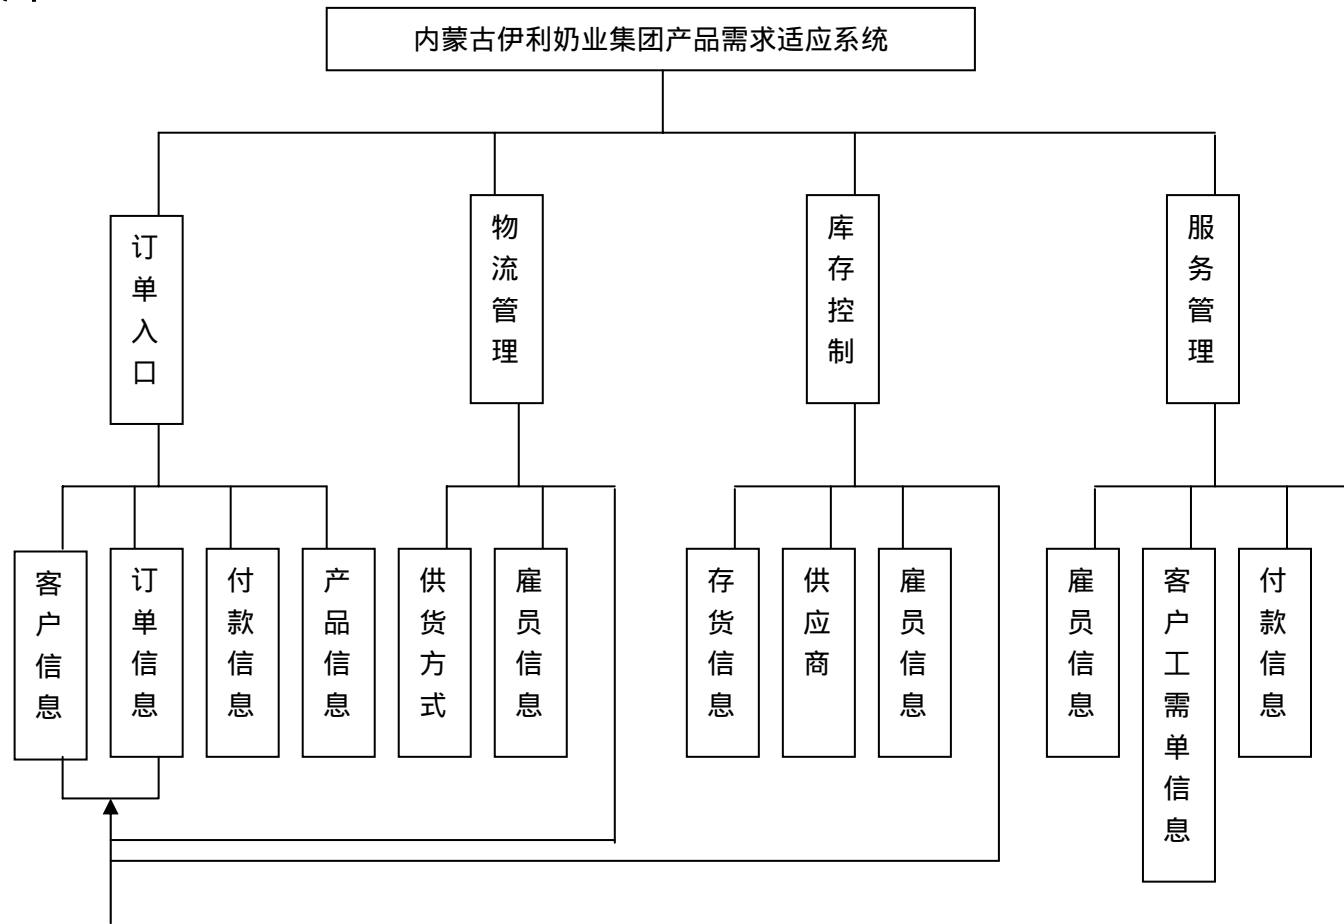 内蒙古伊利奶业集团产品需求适应系统
订单入口
物流管理
库存控制
服务管理
客户信息
订单信息
付款信息
产品信息
供货方式
雇员信息
存货信息
供应商
雇员信息
雇员信息
客户工需单信息
付款信息